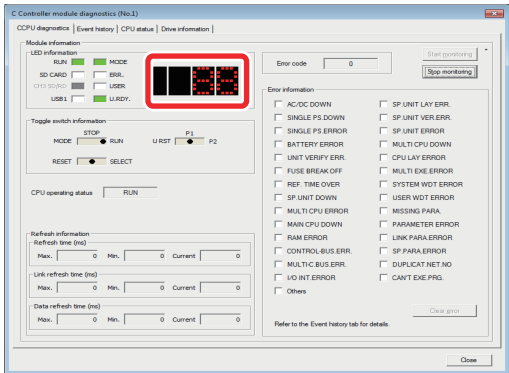 C Controller module diagnostics (No.1)
CCPU diagnostics Event history CPU status Drive information
Module information
LED information
RUN MODE
SD CARD ERR.
CH3 SD/RD USER
USB1 U.RDY.
Error code 0
Start monitoring
Stop monitoring
Toggle switch information
STOP
MODE RUN
P1
U RST P2
RESET SELECT
CPU operating status RUN
Refresh information
Refresh time (ms)
Max. 0 Min. 0 Current 0
Link refresh time (ms)
Max. 0 Min. 0 Current 0
Data refresh time (ms)
Max. 0 Min. 0 Current 0
Error information
AC/DC DOWN SP.UNIT LAY ERR.
SINGLE PS.DOWN SP.UNIT VER.ERR.
SINGLE PS.ERROR SP.UNIT ERROR
BATTERY ERROR MULTI CPU DOWN
UNIT VERIFY ERR. CPU LAY ERROR
FUSE BREAK OFF MULTI EXE.ERROR
REF. TIME OVER SYSTEM WDT ERROR
SP.UNIT DOWN USER WDT ERROR
MULTI CPU ERROR MISSING PARA.
MAIN CPU DOWN PARAMETER ERROR
RAM ERROR LINK PARA.ERROR
CONTROL-BUS.ERR. SP.PARA.ERROR
MULTI-C.BUS.ERR. DUPLICAT.NET.NO
I/O INT.ERROR CAN'T EXE.PRG.
Others
Clear error
Refer to the Event history tab for details.
Close